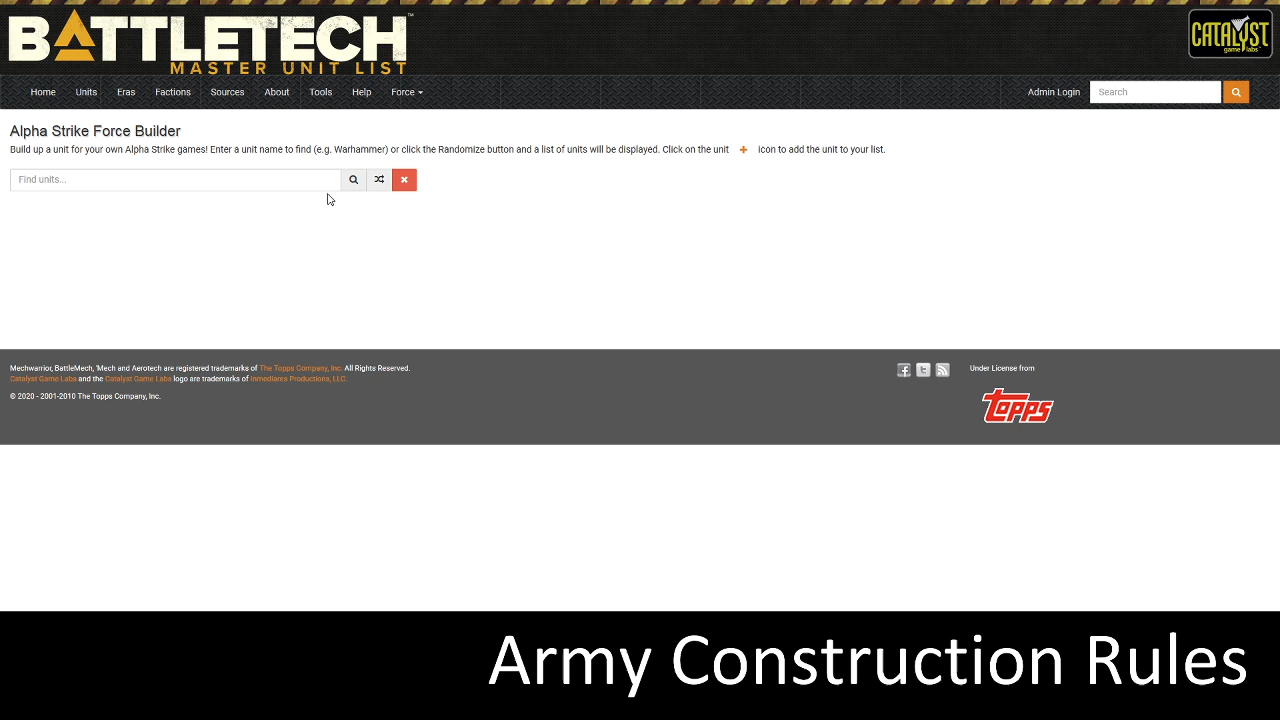 BATTLETECH™
MASTER UNIT LIST
CATALYST
game labs
Home Units Eras Factions Sources About Tools Help Force Admin Login Search
Alpha Strike Force Builder
Build up a unit for your own Alpha Strike games! Enter a unit name to find (e.g. Warhammer) or click the Randomize button and a list of units will be displayed. Click on the unit + icon to add the unit to your list.
Find units...
Mechwarrior, BattleMech, 'Mech and Aerotech are registered trademarks of The Topps Company, Inc. All Rights Reserved.
Catalyst Game Labs and the Catalyst Game Labs logo are trademarks of InMediaRes Productions, LLC.
© 2020 - 2001-2010 The Topps Company, Inc.
Under License from
topps
Army Construction Rules